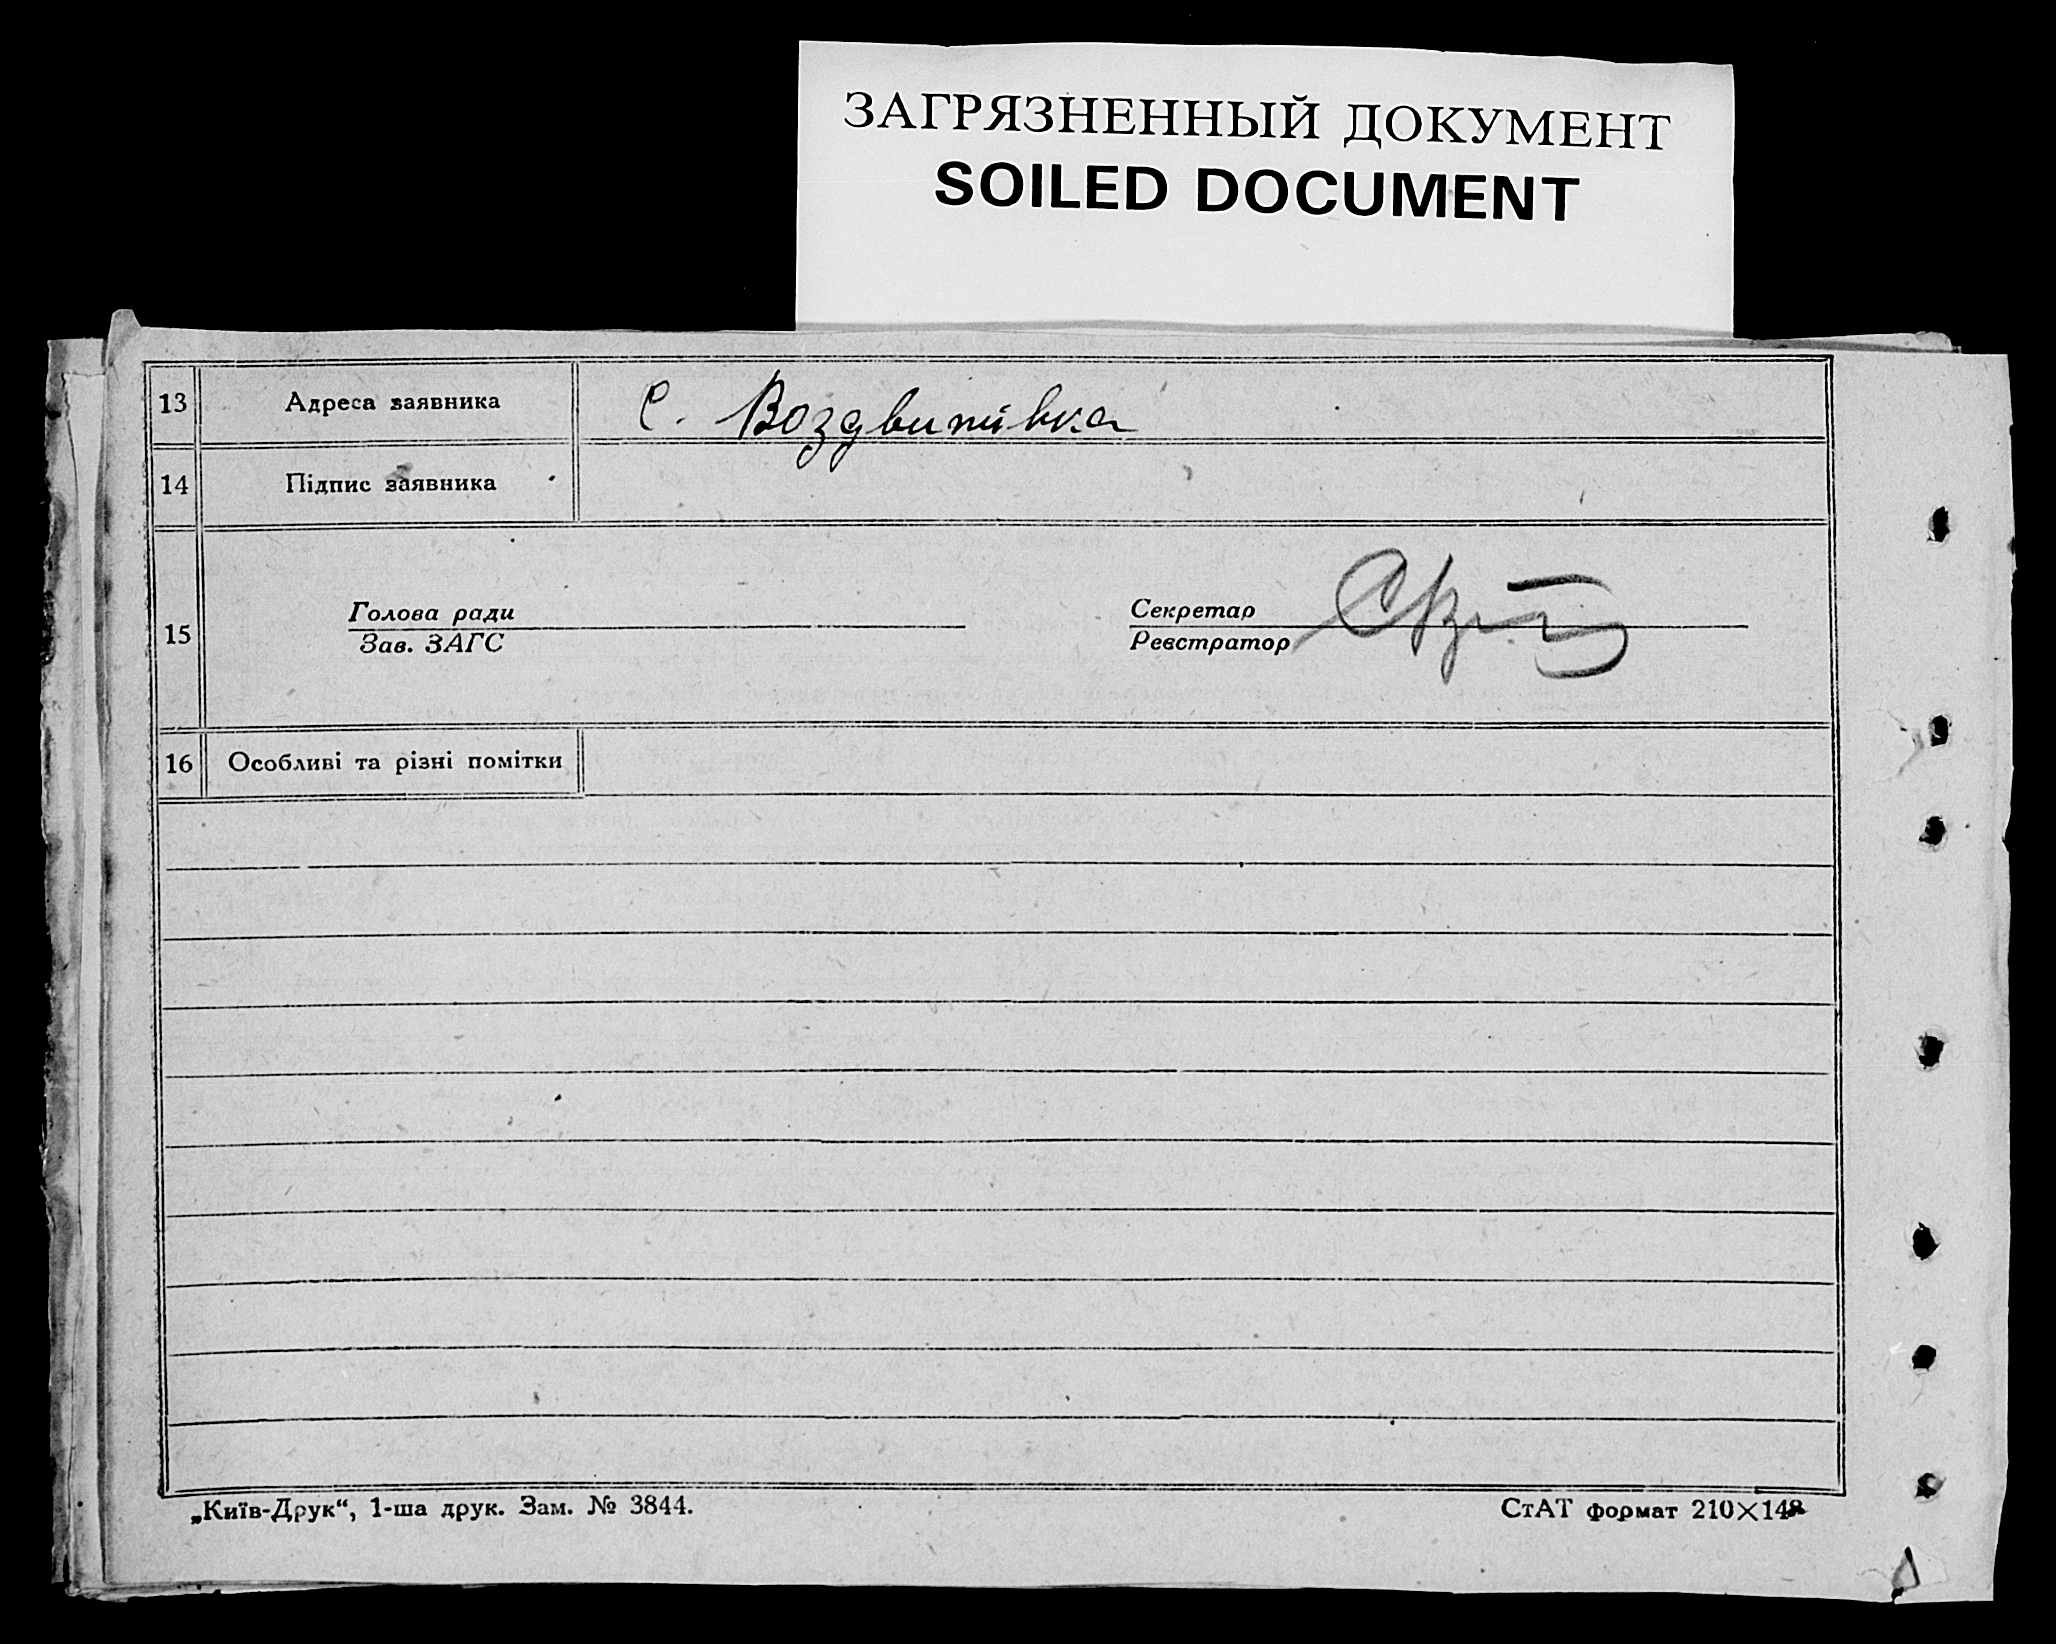 ЗАГРЯЗНЕННЫЙ ДОКУМЕНТ
SOILED DOCUMENT
13 Адреса заявника С. Воздвипівка
14 Підпис заявника
15 Голова ради Секретар
Зав. ЗАГС Реєстратор
16 Особливі та різні помітки
„Київ-Друк“, 1-ша друк. Зам. № 3844. СтАТ формат 210×148